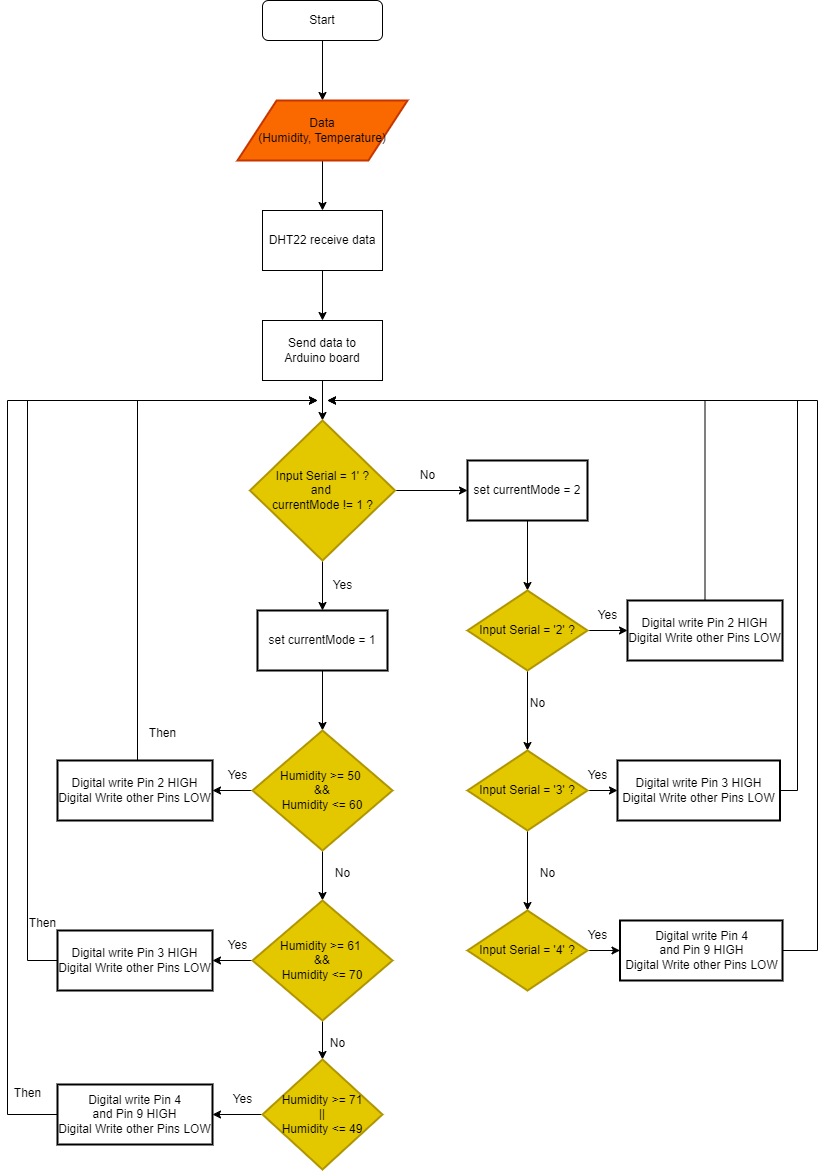 Start
Data
(Humidity, Temperature)
DHT22 receive data
Send data to
Arduino board
Input Serial = 1' ?
and
currentMode != 1 ?
No
set currentMode = 2
Yes
set currentMode = 1
Input Serial = '2' ?
Yes
Digital write Pin 2 HIGH
Digital Write other Pins LOW
No
Then
Digital write Pin 2 HIGH
Digital Write other Pins LOW
Yes
Humidity >= 50
&&
Humidity <= 60
Input Serial = '3' ?
Yes
Digital write Pin 3 HIGH
Digital Write other Pins LOW
No
No
Then
Digital write Pin 3 HIGH
Digital Write other Pins LOW
Yes
Humidity >= 61
&&
Humidity <= 70
Input Serial = '4' ?
Yes
Digital write Pin 4
and Pin 9 HIGH
Digital Write other Pins LOW
No
Then
Digital write Pin 4
and Pin 9 HIGH
Digital Write other Pins LOW
Yes
Humidity >= 71
||
Humidity <= 49